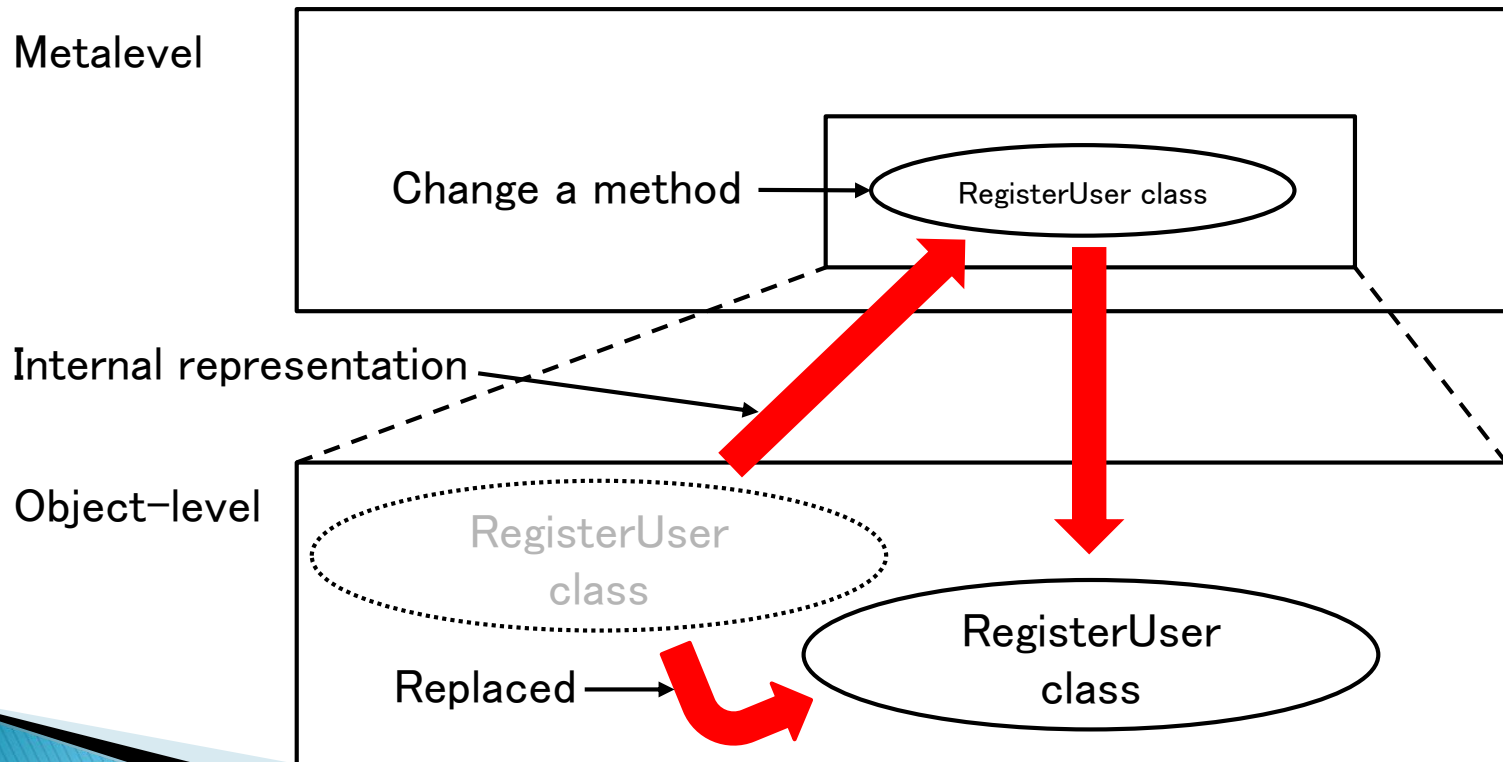 Metalevel
Change a method
RegisterUser class
Internal representation
Object-level
RegisterUser
class
RegisterUser
class
Replaced